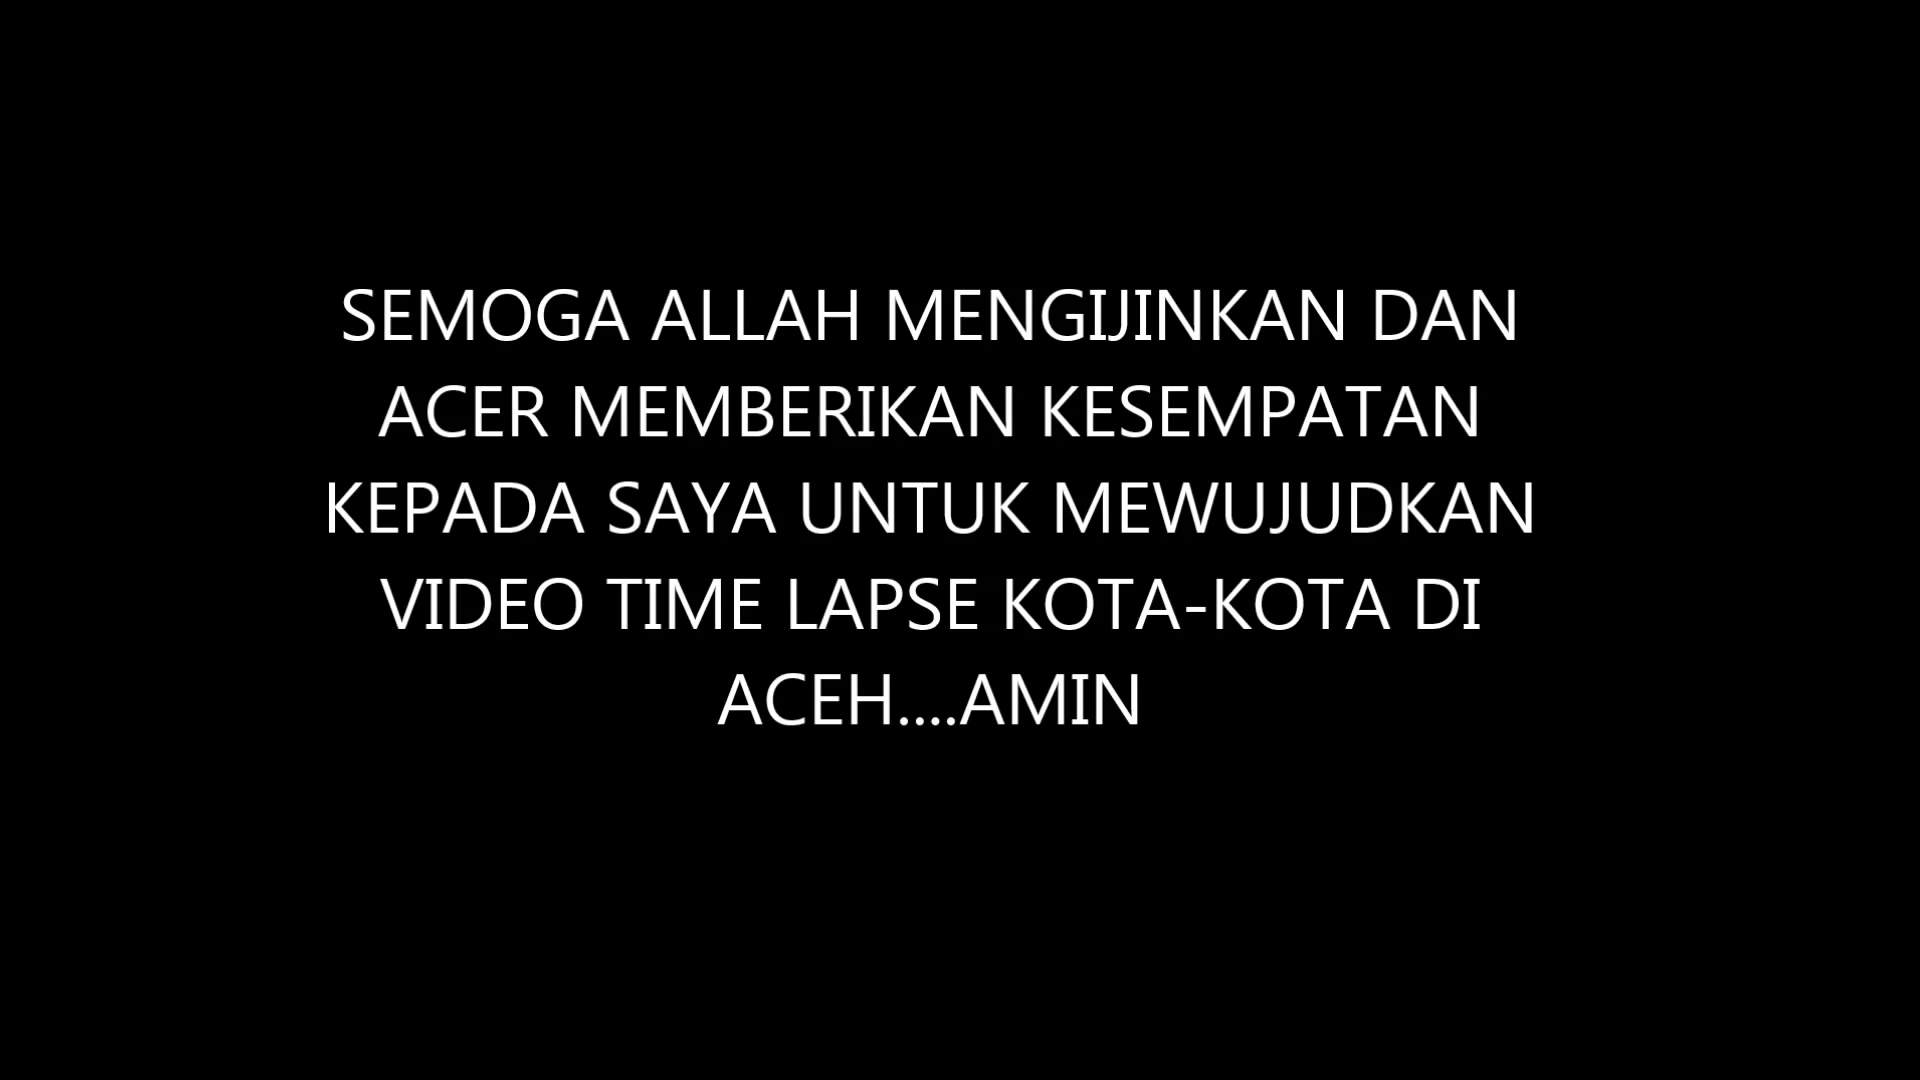 SEMOGA ALLAH MENGIJINKAN DAN
ACER MEMBERIKAN KESEMPATAN
KEPADA SAYA UNTUK MEWUJUDKAN
VIDEO TIME LAPSE KOTA-KOTA DI
ACEH....AMIN